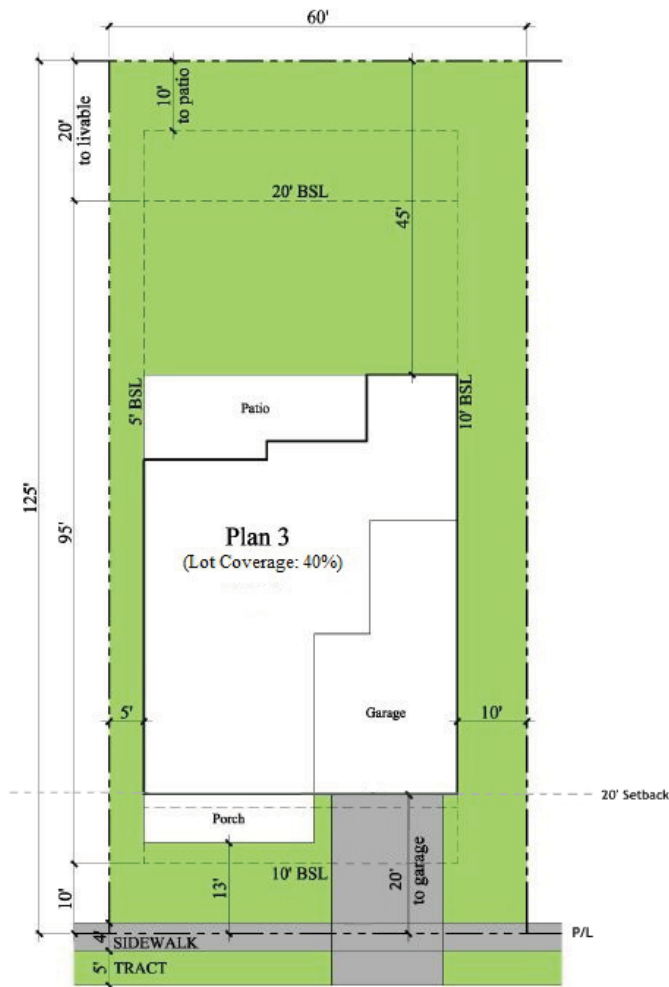 60'
20'
to livable
10'
to patio
20' BSL
45'
5' BSL
10' BSL
Patio
125'
95'
Plan 3
(Lot Coverage: 40%)
5'
Garage
10'
20' Setback
Porch
13'
10' BSL
20'
to garage
10'
P/L
4'
SIDEWALK
5'
TRACT